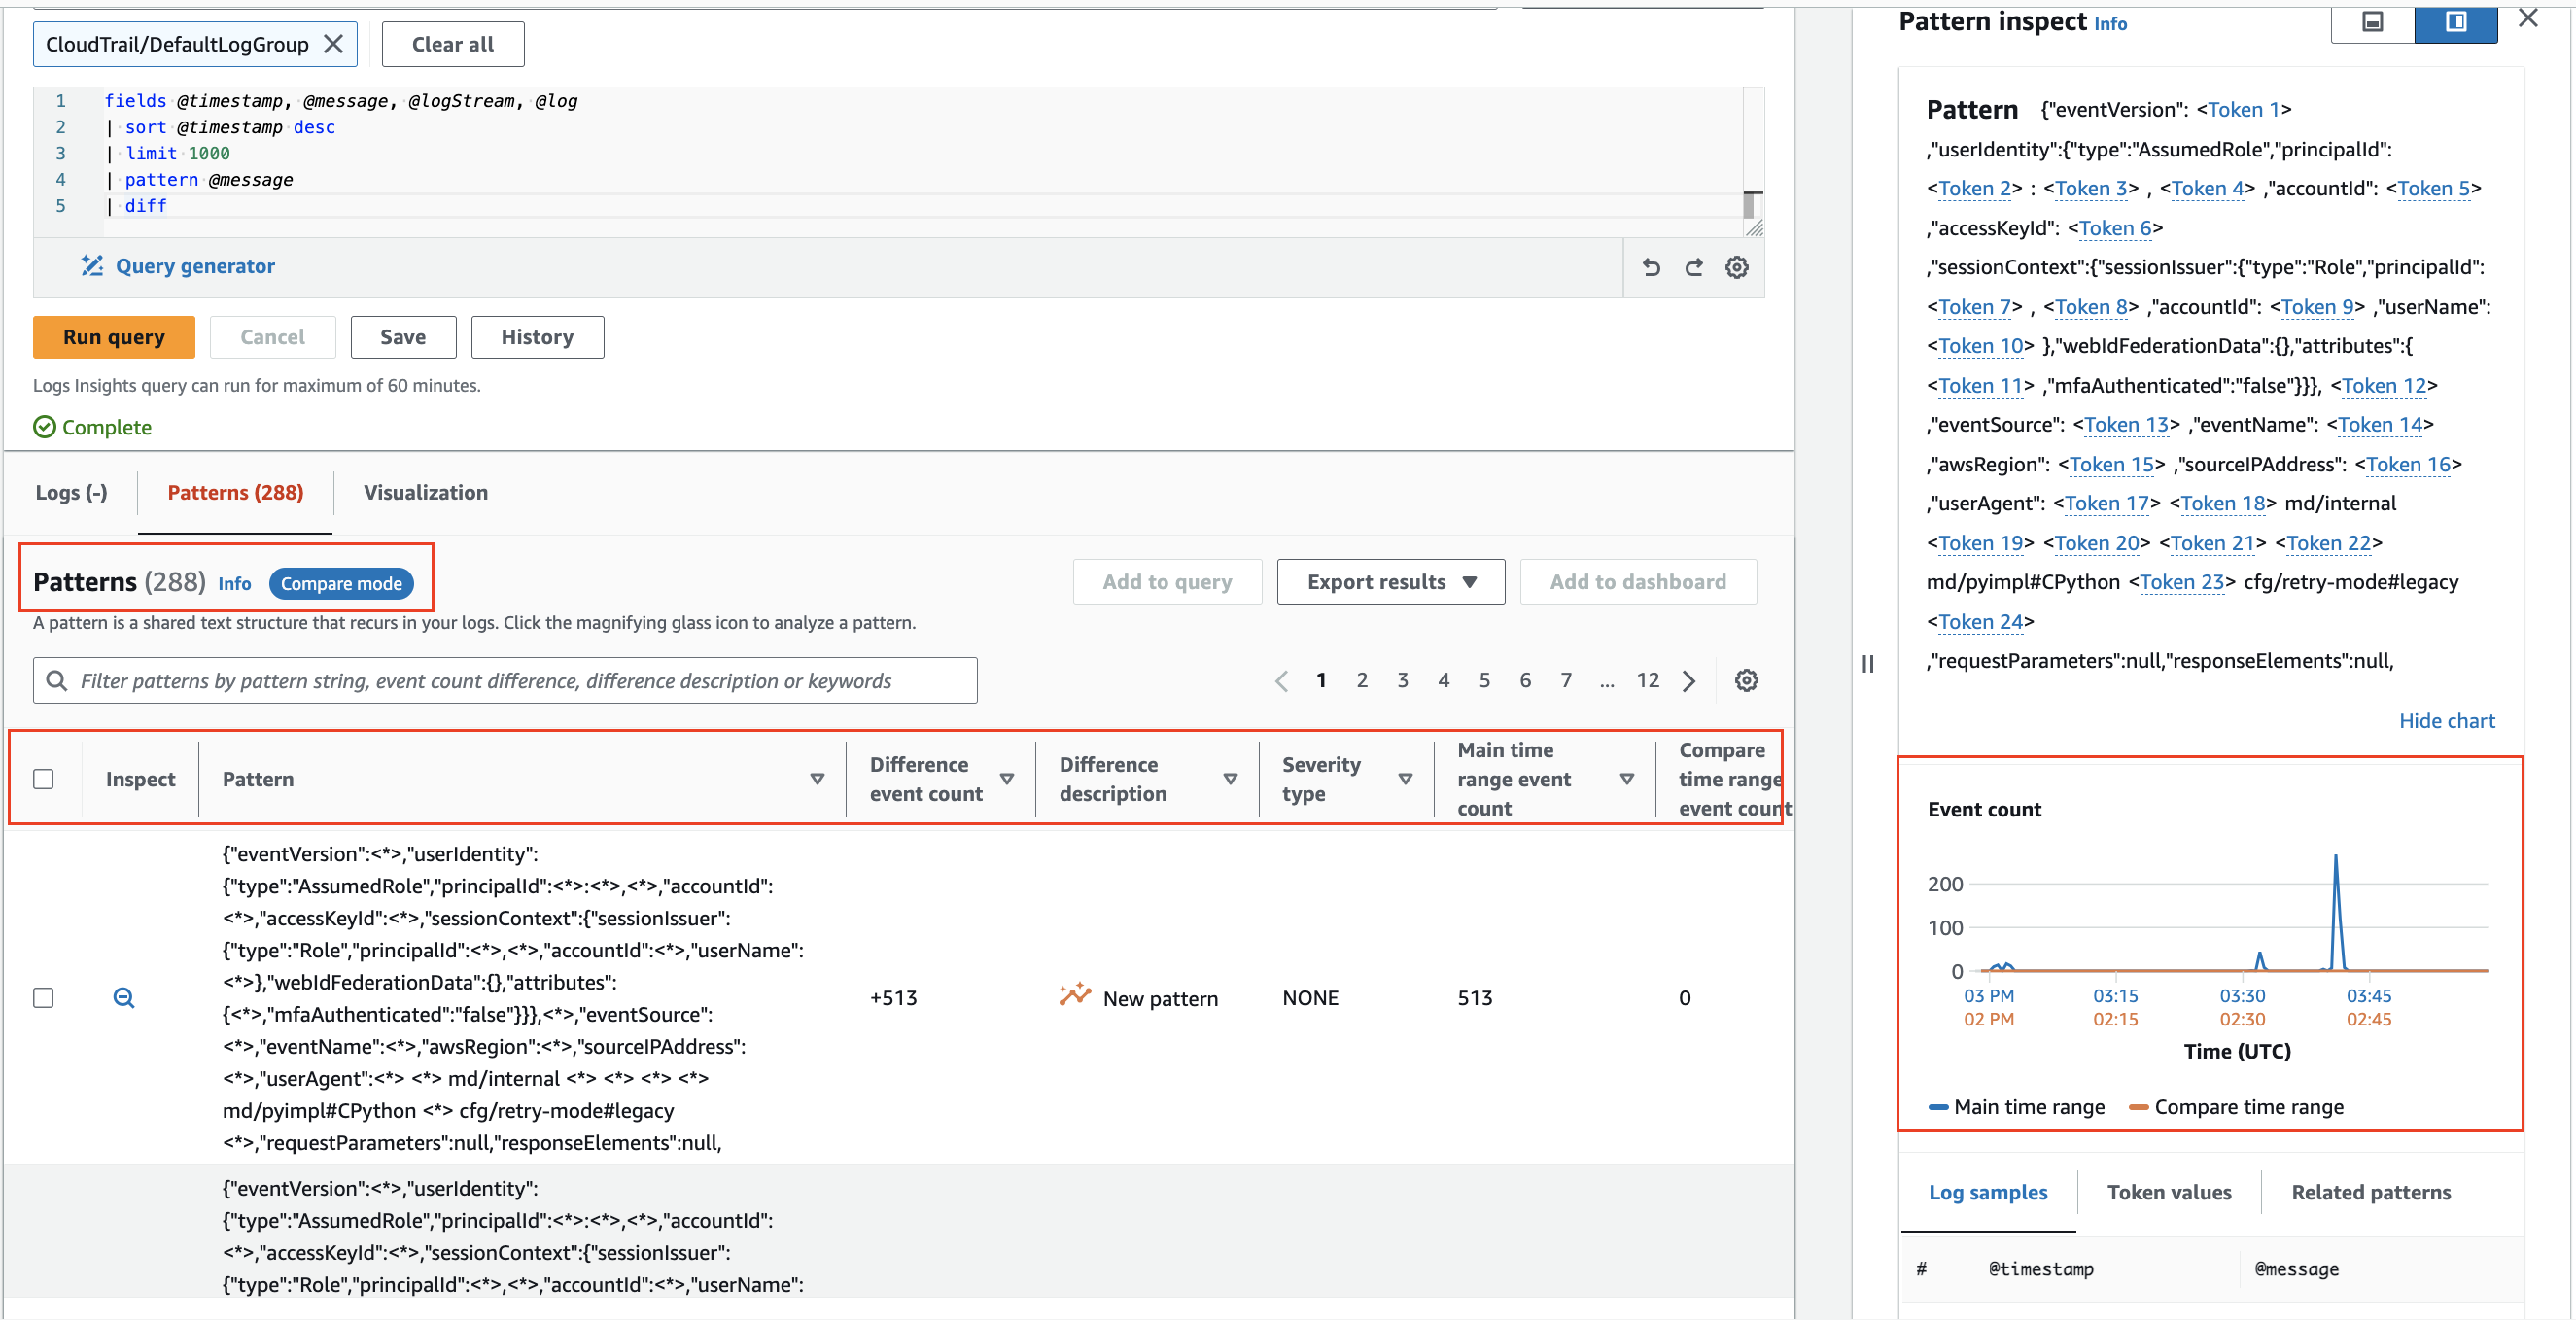 CloudTrail/DefaultLogGroup
Clear all
1 fields @timestamp, @message, @logStream, @log
2 | sort @timestamp desc
3 | limit 1000
4 | pattern @message
5 | diff
Query generator
Run query
Cancel
Save
History
Logs Insights query can run for maximum of 60 minutes.
Complete
Logs (-)
Patterns (288)
Visualization
Patterns (288) Info Compare mode
Add to query
Export results
Add to dashboard
A pattern is a shared text structure that recurs in your logs. Click the magnifying glass icon to analyze a pattern.
Filter patterns by pattern string, event count difference, difference description or keywords
1 2 3 4 5 6 7 ... 12
Inspect
Pattern
Difference
event count
Difference
description
Severity
type
Main time
range event
count
Compare
time range
event count
{"eventVersion":<*>,"userIdentity":
{"type":"AssumedRole","principalId":<*>:<*>,<*>,"accountId":
<*>,"accessKeyId":<*>,"sessionContext":{"sessionIssuer":
{"type":"Role","principalId":<*>,<*>,"accountId":<*>,"userName":
<*>},"webIdFederationData":{},"attributes":
{<*>,"mfaAuthenticated":"false"}}},<*>,"eventSource":
<*>,"eventName":<*>,"awsRegion":<*>,"sourceIPAddress":
<*>,"userAgent":<*> <*> md/internal <*> <*> <*> <*>
md/pyimpl#CPython <*> cfg/retry-mode#legacy
<*>,"requestParameters":null,"responseElements":null,
+513
New pattern
NONE
513
0
{"eventVersion":<*>,"userIdentity":
{"type":"AssumedRole","principalId":<*>:<*>,<*>,"accountId":
<*>,"accessKeyId":<*>,"sessionContext":{"sessionIssuer":
{"type":"Role","principalId":<*>,<*>,"accountId":<*>,"userName":
Pattern inspect Info
Pattern {"eventVersion": <Token 1>
,"userIdentity":{"type":"AssumedRole","principalId":
<Token 2> : <Token 3> , <Token 4> ,"accountId": <Token 5>
,"accessKeyId": <Token 6>
,"sessionContext":{"sessionIssuer":{"type":"Role","principalId":
<Token 7> , <Token 8> ,"accountId": <Token 9> ,"userName":
<Token 10> },"webIdFederationData":{},"attributes":{
<Token 11> ,"mfaAuthenticated":"false"}}}, <Token 12>
,"eventSource": <Token 13> ,"eventName": <Token 14>
,"awsRegion": <Token 15> ,"sourceIPAddress": <Token 16>
,"userAgent": <Token 17> <Token 18> md/internal
<Token 19> <Token 20> <Token 21> <Token 22>
md/pyimpl#CPython <Token 23> cfg/retry-mode#legacy
<Token 24>
,"requestParameters":null,"responseElements":null,
Hide chart
Event count
200
100
0
03 PM 03:15 03:30 03:45
02 PM 02:15 02:30 02:45
Time (UTC)
Main time range Compare time range
Log samples
Token values
Related patterns
# @timestamp @message